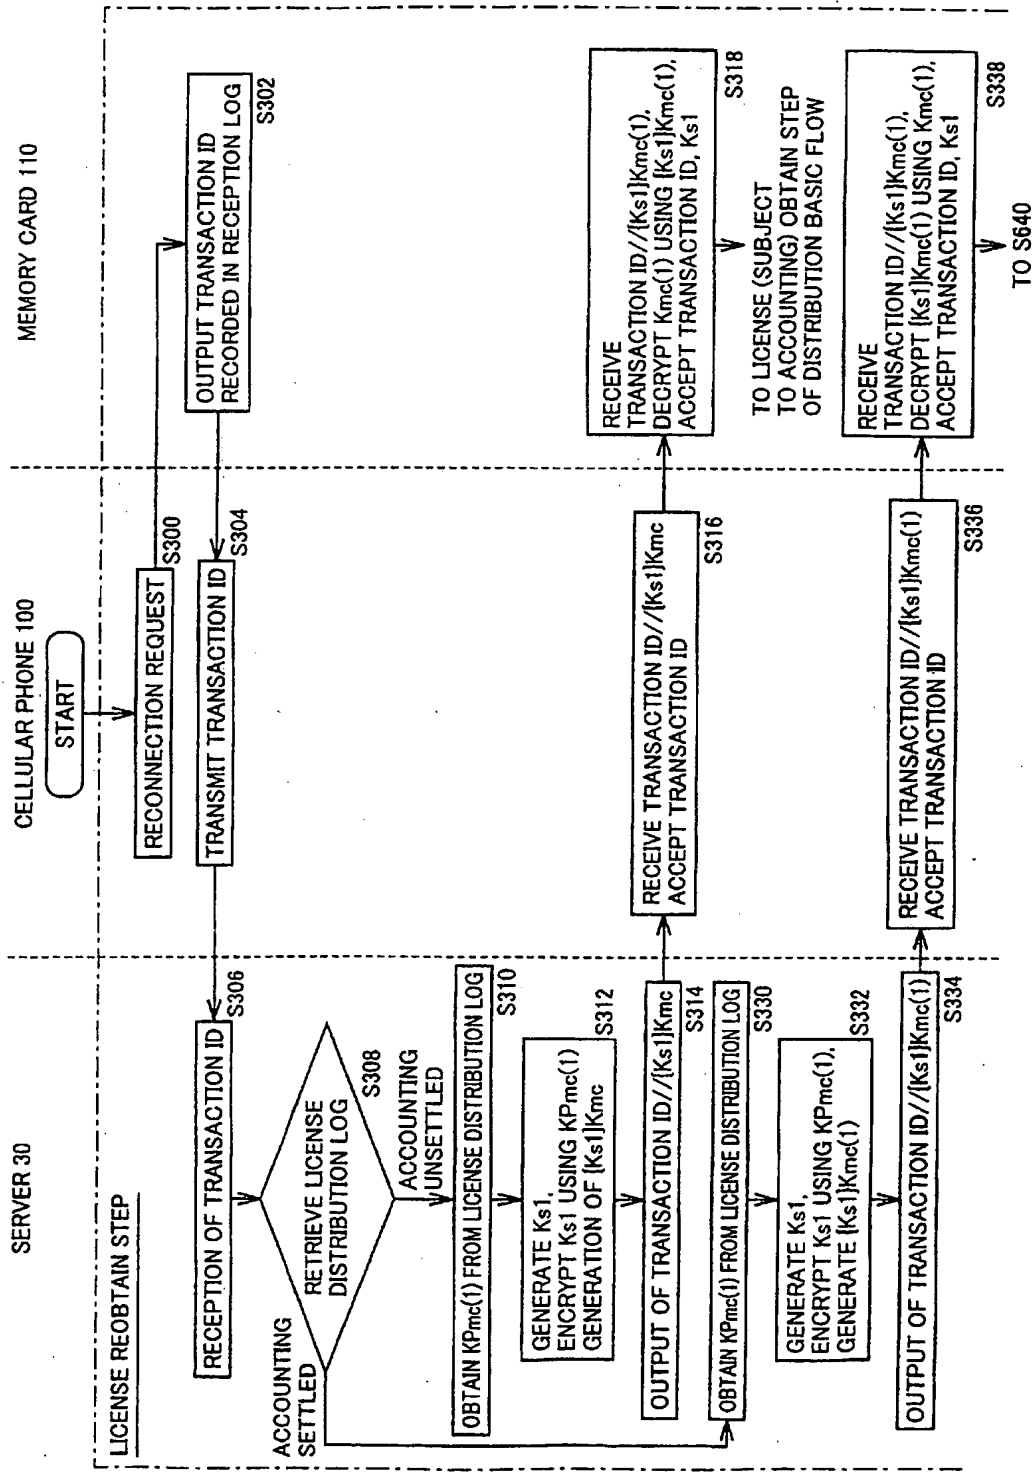 SERVER 30
CELLULAR PHONE 100
MEMORY CARD 110
LICENSE REOBTAIN STEP
START
RECONNECTION REQUEST
S300
OUTPUT TRANSACTION ID
RECORDED IN RECEPTION LOG
S302
TRANSMIT TRANSACTION ID
S304
RECEPTION OF TRANSACTION ID
S306
RETRIEVE LICENSE
DISTRIBUTION LOG
S308
ACCOUNTING
SETTLED
ACCOUNTING
UNSETTLED
OBTAIN KPmc(1) FROM LICENSE DISTRIBUTION LOG
S310
GENERATE Ks1,
ENCRYPT Ks1 USING KPmc(1)
GENERATION OF {Ks1}Kmc
S312
OUTPUT OF TRANSACTION ID//{Ks1}Kmc
S314
RECEIVE TRANSACTION ID//{Ks1}Kmc
ACCEPT TRANSACTION ID
S316
RECEIVE
TRANSACTION ID//{Ks1}Kmc(1),
DECRYPT Kmc(1) USING {Ks1}Kmc(1),
ACCEPT TRANSACTION ID, Ks1
S318
TO LICENSE (SUBJECT
TO ACCOUNTING) OBTAIN STEP
OF DISTRIBUTION BASIC FLOW
OBTAIN KPmc(1) FROM LICENSE DISTRIBUTION LOG
S330
GENERATE Ks1,
ENCRYPT Ks1 USING KPmc(1),
GENERATE {Ks1}Kmc(1)
S332
OUTPUT OF TRANSACTION ID//{Ks1}Kmc(1)
S334
RECEIVE TRANSACTION ID//{Ks1}Kmc(1)
ACCEPT TRANSACTION ID
S336
RECEIVE
TRANSACTION ID//{Ks1}Kmc(1),
DECRYPT {Ks1}Kmc(1) USING Kmc(1),
ACCEPT TRANSACTION ID, Ks1
S338
TO S640